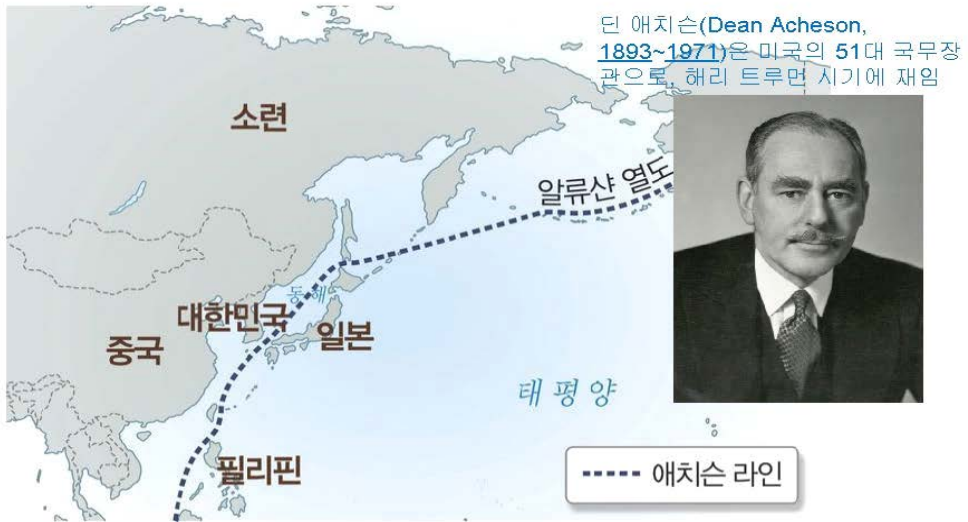 딘 애치슨(Dean Acheson,
1893~1971)은 미국의 51대 국무장
관으로, 해리 트루먼 시기에 재임
소련
알류샨 열도
동해
대한민국
일본
중국
태평양
필리핀
애치슨 라인